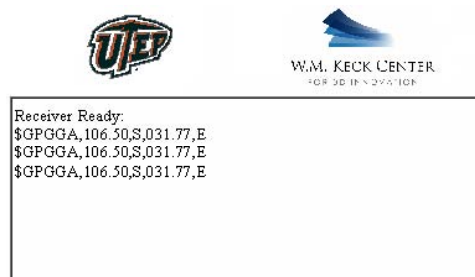 UTEP
W.M. KECK CENTER
FOR 3D INNOVATION
Receiver Ready:
$GPGGA,106.50,S,031.77,E
$GPGGA,106.50,S,031.77,E
$GPGGA,106.50,S,031.77,E